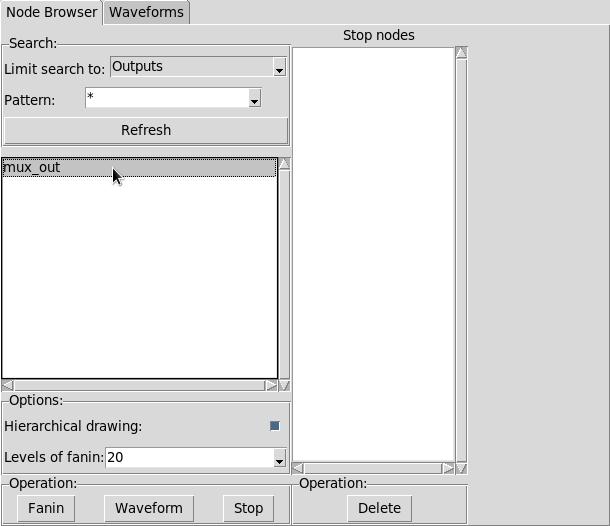 Node Browser
Waveforms
Search:
Limit search to: Outputs
Pattern: *
Refresh
mux_out
Options:
Hierarchical drawing:
Levels of fanin: 20
Operation:
Fanin
Waveform
Stop
Stop nodes
Operation:
Delete